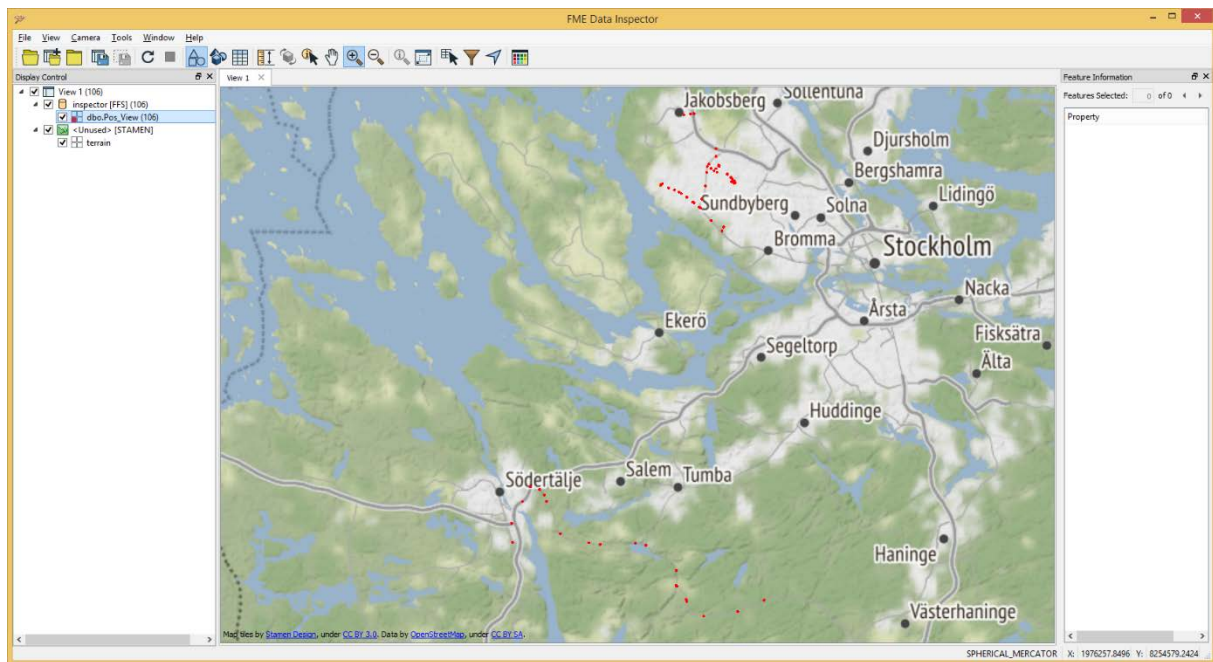 FME Data Inspector
File View Camera Tools Window Help
Display Control
View 1 (106)
inspector [FFS] (106)
dbo.Pos_View (106)
<Unused> [STAMEN]
terrain
View 1
Jakobsberg
Sollentuna
Djursholm
Bergshamra
Lidingö
Sundbyberg
Solna
Bromma
Stockholm
Nacka
Årsta
Ekerö
Fisksätra
Segeltorp
Älta
Huddinge
Södertälje
Salem
Tumba
Haninge
Västerhaninge
Map tiles by Stamen Design, under CC BY 3.0. Data by OpenStreetMap, under CC BY SA.
Feature Information
Features Selected: 0 of 0
Property
SPHERICAL_MERCATOR X: 1976257.8496 Y: 8254579.2424